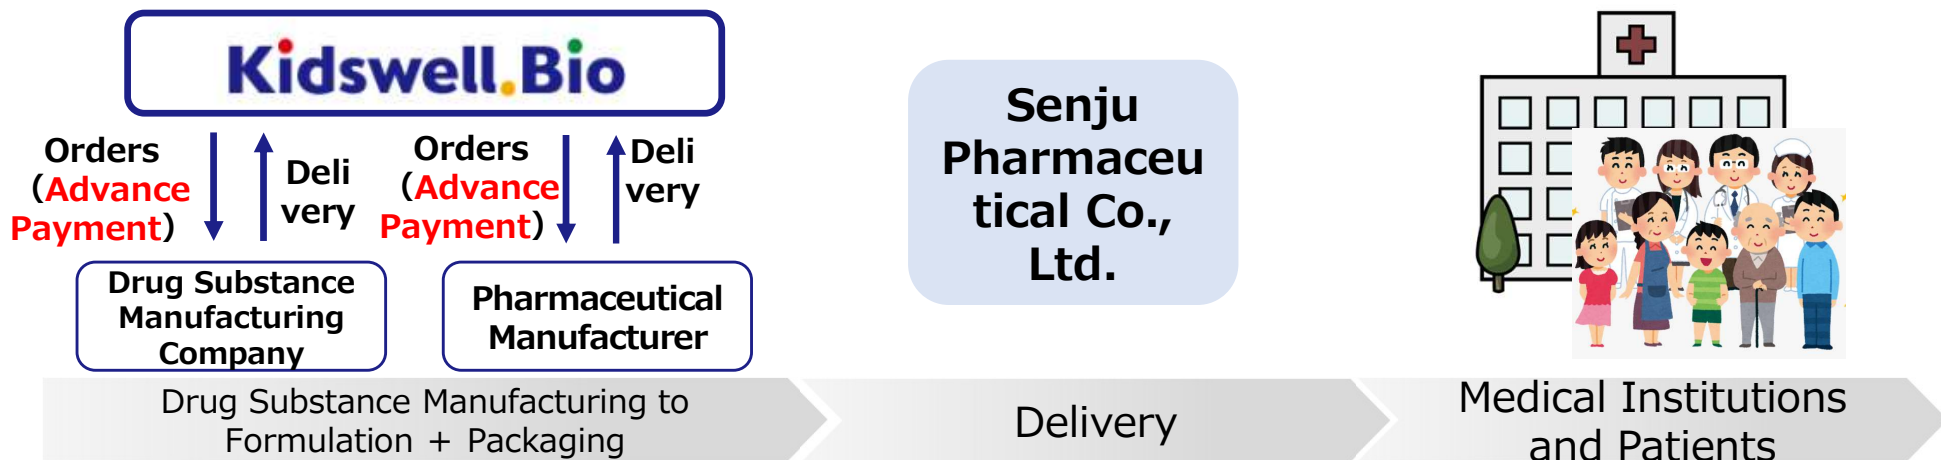 Kidswell.Bio
Orders
(Advance
Payment)
Deli
very
Orders
(Advance
Payment)
Deli
very
Drug Substance
Manufacturing
Company
Pharmaceutical
Manufacturer
Senju
Pharmaceu
tical Co.,
Ltd.
Drug Substance Manufacturing to
Formulation + Packaging
Delivery
Medical Institutions
and Patients